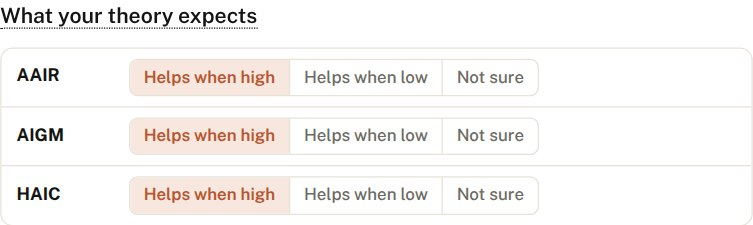 What your theory expects
AAIR Helps when high Helps when low Not sure
AIGM Helps when high Helps when low Not sure
HAIC Helps when high Helps when low Not sure